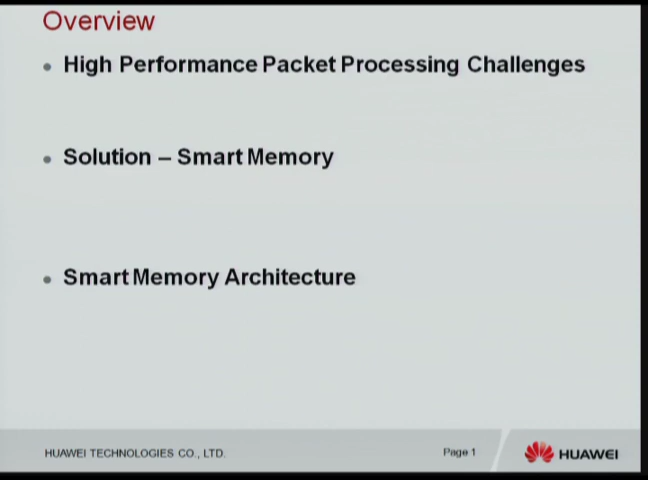 Overview
High Performance Packet Processing Challenges
Solution – Smart Memory
Smart Memory Architecture
HUAWEI TECHNOLOGIES CO., LTD.
Page 1
HUAWEI